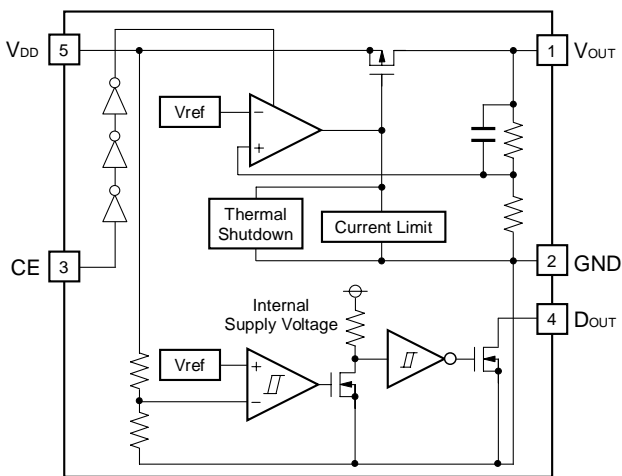 VDD
5
1
VOUT
Vref
−
+
Thermal
Shutdown
Current Limit
CE
3
2
GND
Internal
Supply Voltage
4
DOUT
Vref
+
−